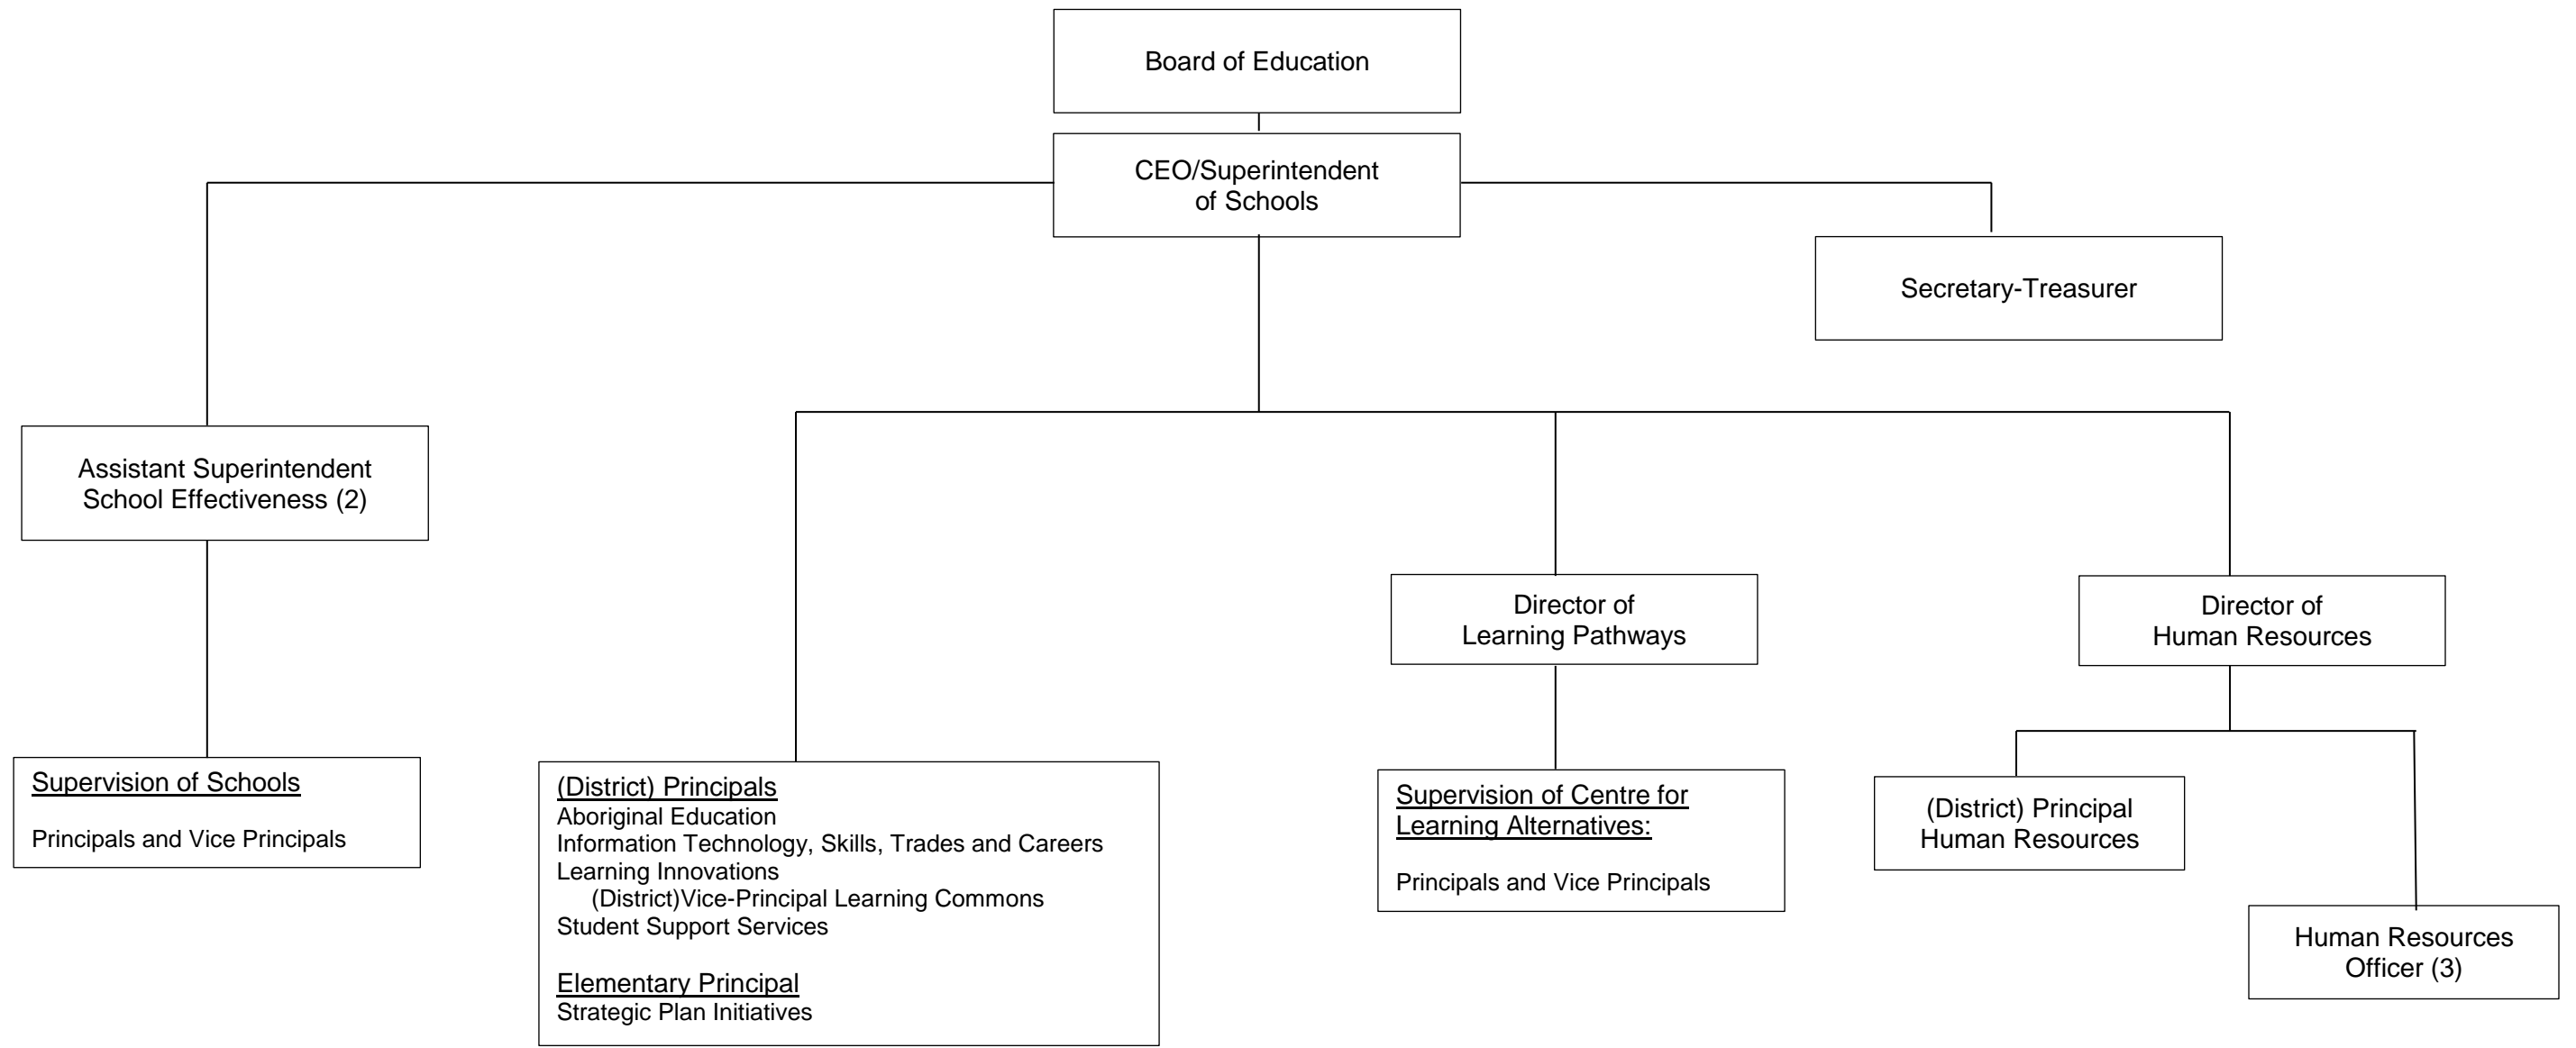 Board of Education
CEO/Superintendent
of Schools
Secretary-Treasurer
Assistant Superintendent
School Effectiveness (2)
Director of
Learning Pathways
Director of
Human Resources
Supervision of Schools
Principals and Vice Principals
(District) Principals
Aboriginal Education
Information Technology, Skills, Trades and Careers
Learning Innovations
(District)Vice-Principal Learning Commons
Student Support Services
Elementary Principal
Strategic Plan Initiatives
Supervision of Centre for
Learning Alternatives:
Principals and Vice Principals
(District) Principal
Human Resources
Human Resources
Officer (3)